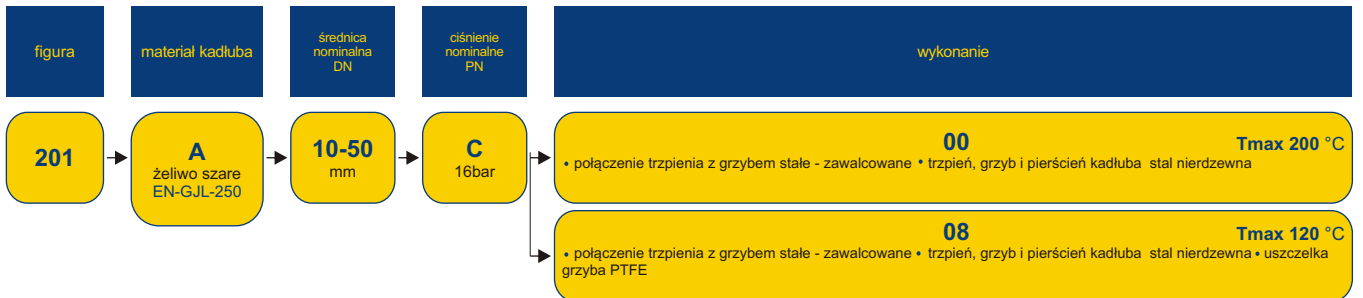 figura
materiał kadłuba
średnica
nominalna
DN
ciśnienie
nominalne
PN
wykonanie
201
A
żeliwo szare
EN-GJL-250
10-50
mm
C
16bar
00
Tmax 200 °C
• połączenie trzpienia z grzybem stałe - zawalcowane • trzpień, grzyb i pierścień kadłuba stal nierdzewna
08
Tmax 120 °C
• połączenie trzpienia z grzybem stałe - zawalcowane • trzpień, grzyb i pierścień kadłuba stal nierdzewna • uszczelka
grzyba PTFE